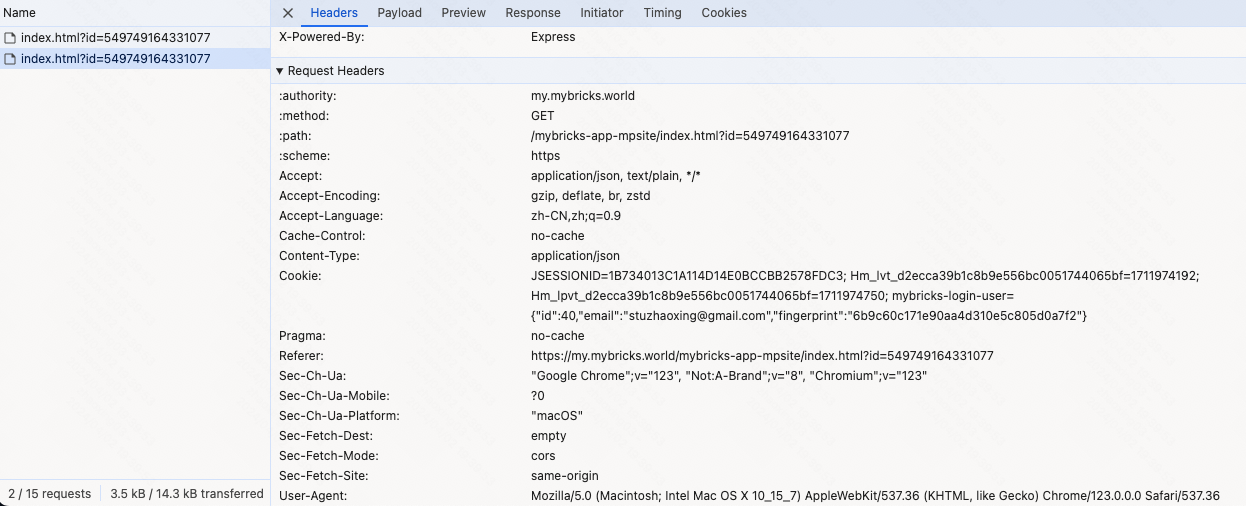 Name
Headers Payload Preview Response Initiator Timing Cookies
index.html?id=549749164331077
index.html?id=549749164331077
X-Powered-By: Express
Request Headers
:authority: my.mybricks.world
:method: GET
:path: /mybricks-app-mpsite/index.html?id=549749164331077
:scheme: https
Accept: application/json, text/plain, */*
Accept-Encoding: gzip, deflate, br, zstd
Accept-Language: zh-CN,zh;q=0.9
Cache-Control: no-cache
Content-Type: application/json
Cookie: JSESSIONID=1B734013C1A114D14E0BCCBB2578FDC3; Hm_lvt_d2ecca39b1c8b9e556bc0051744065bf=1711974192;
Hm_lpvt_d2ecca39b1c8b9e556bc0051744065bf=1711974750; mybricks-login-user=
{"id":40,"email":"stuzhaoxing@gmail.com","fingerprint":"6b9c60c171e90aa4d310e5c805d0a7f2"}
Pragma: no-cache
Referer: https://my.mybricks.world/mybricks-app-mpsite/index.html?id=549749164331077
Sec-Ch-Ua: "Google Chrome";v="123", "Not:A-Brand";v="8", "Chromium";v="123"
Sec-Ch-Ua-Mobile: ?0
Sec-Ch-Ua-Platform: "macOS"
Sec-Fetch-Dest: empty
Sec-Fetch-Mode: cors
Sec-Fetch-Site: same-origin
User-Agent: Mozilla/5.0 (Macintosh; Intel Mac OS X 10_15_7) AppleWebKit/537.36 (KHTML, like Gecko) Chrome/123.0.0.0 Safari/537.36
2 / 15 requests 3.5 kB / 14.3 kB transferred